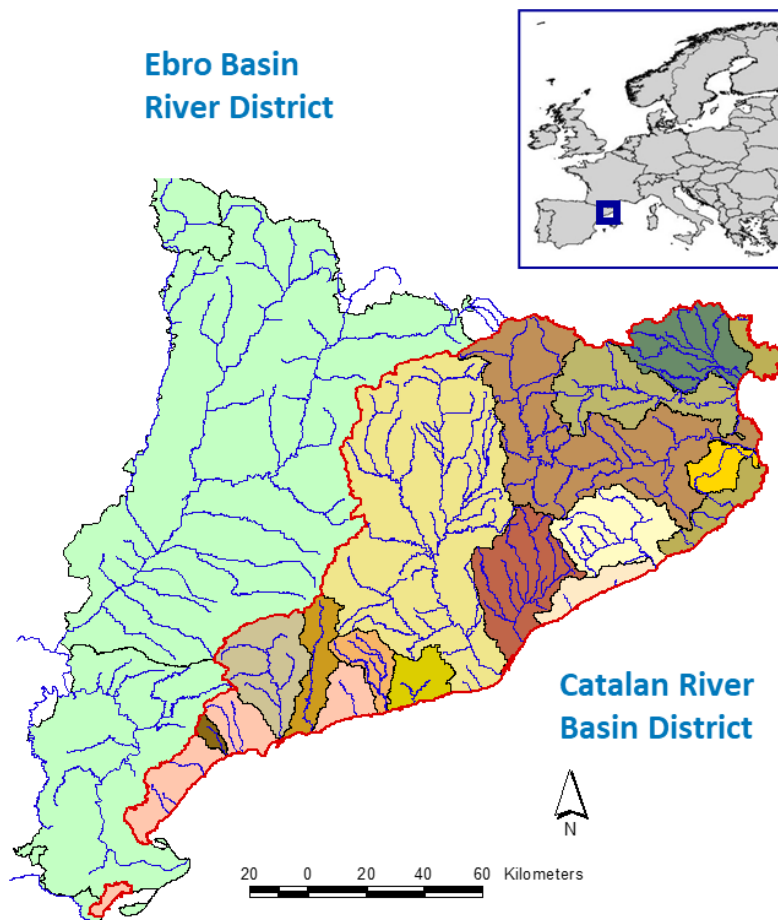 Ebro Basin
River District
Catalan River
Basin District
N
20 0 20 40 60 Kilometers